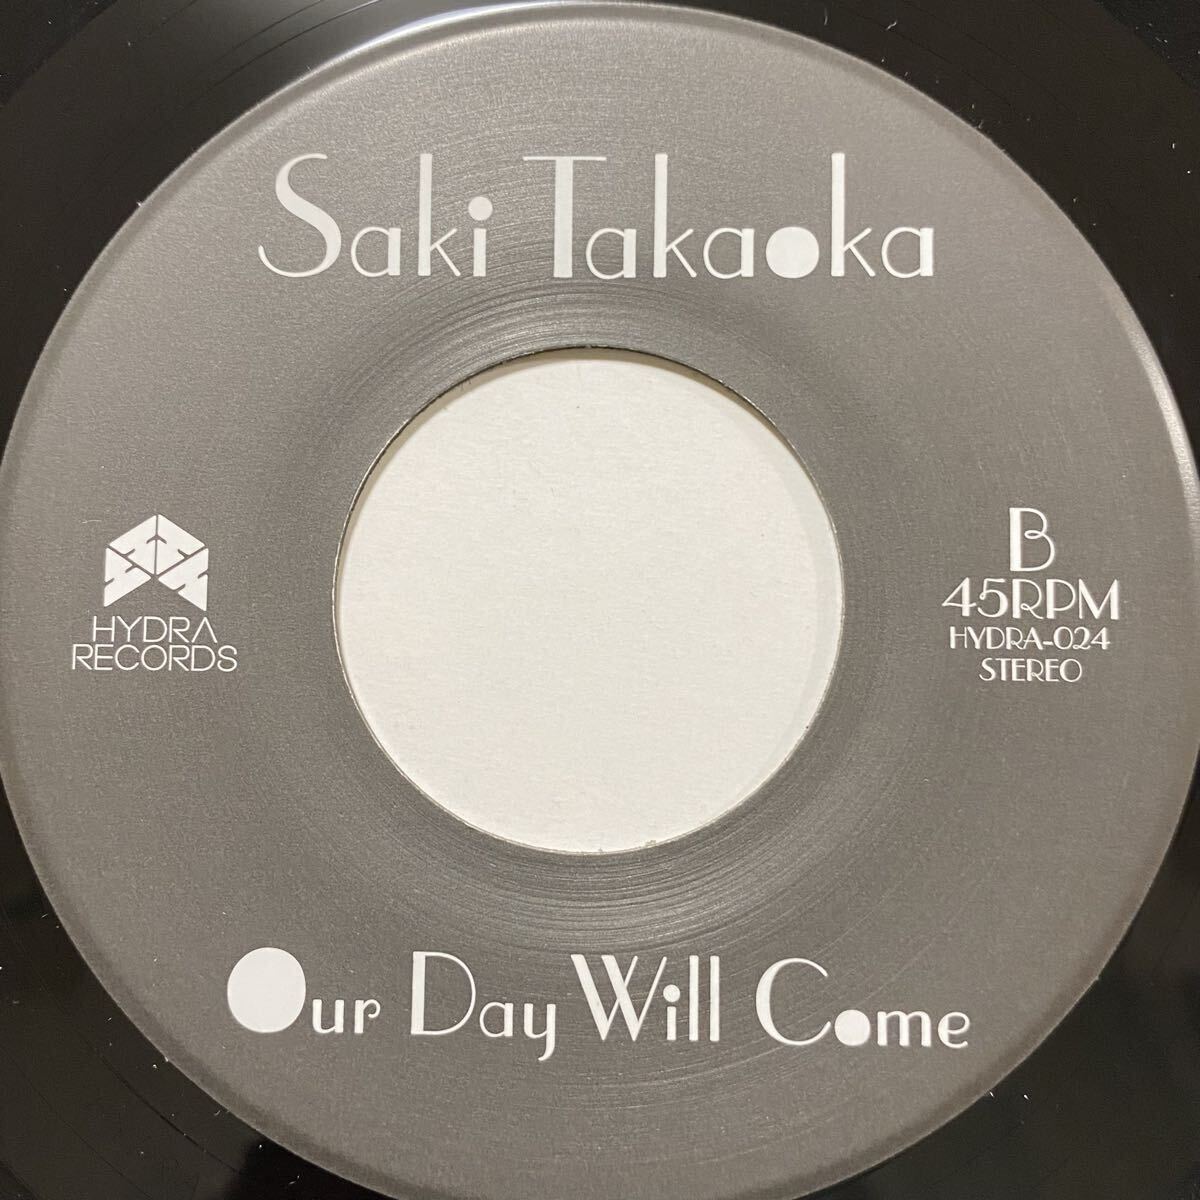 Saki Takaoka
HYDRA
RECORDS
B
45RPM
HYDRA-024
STEREO
Our Day Will Come